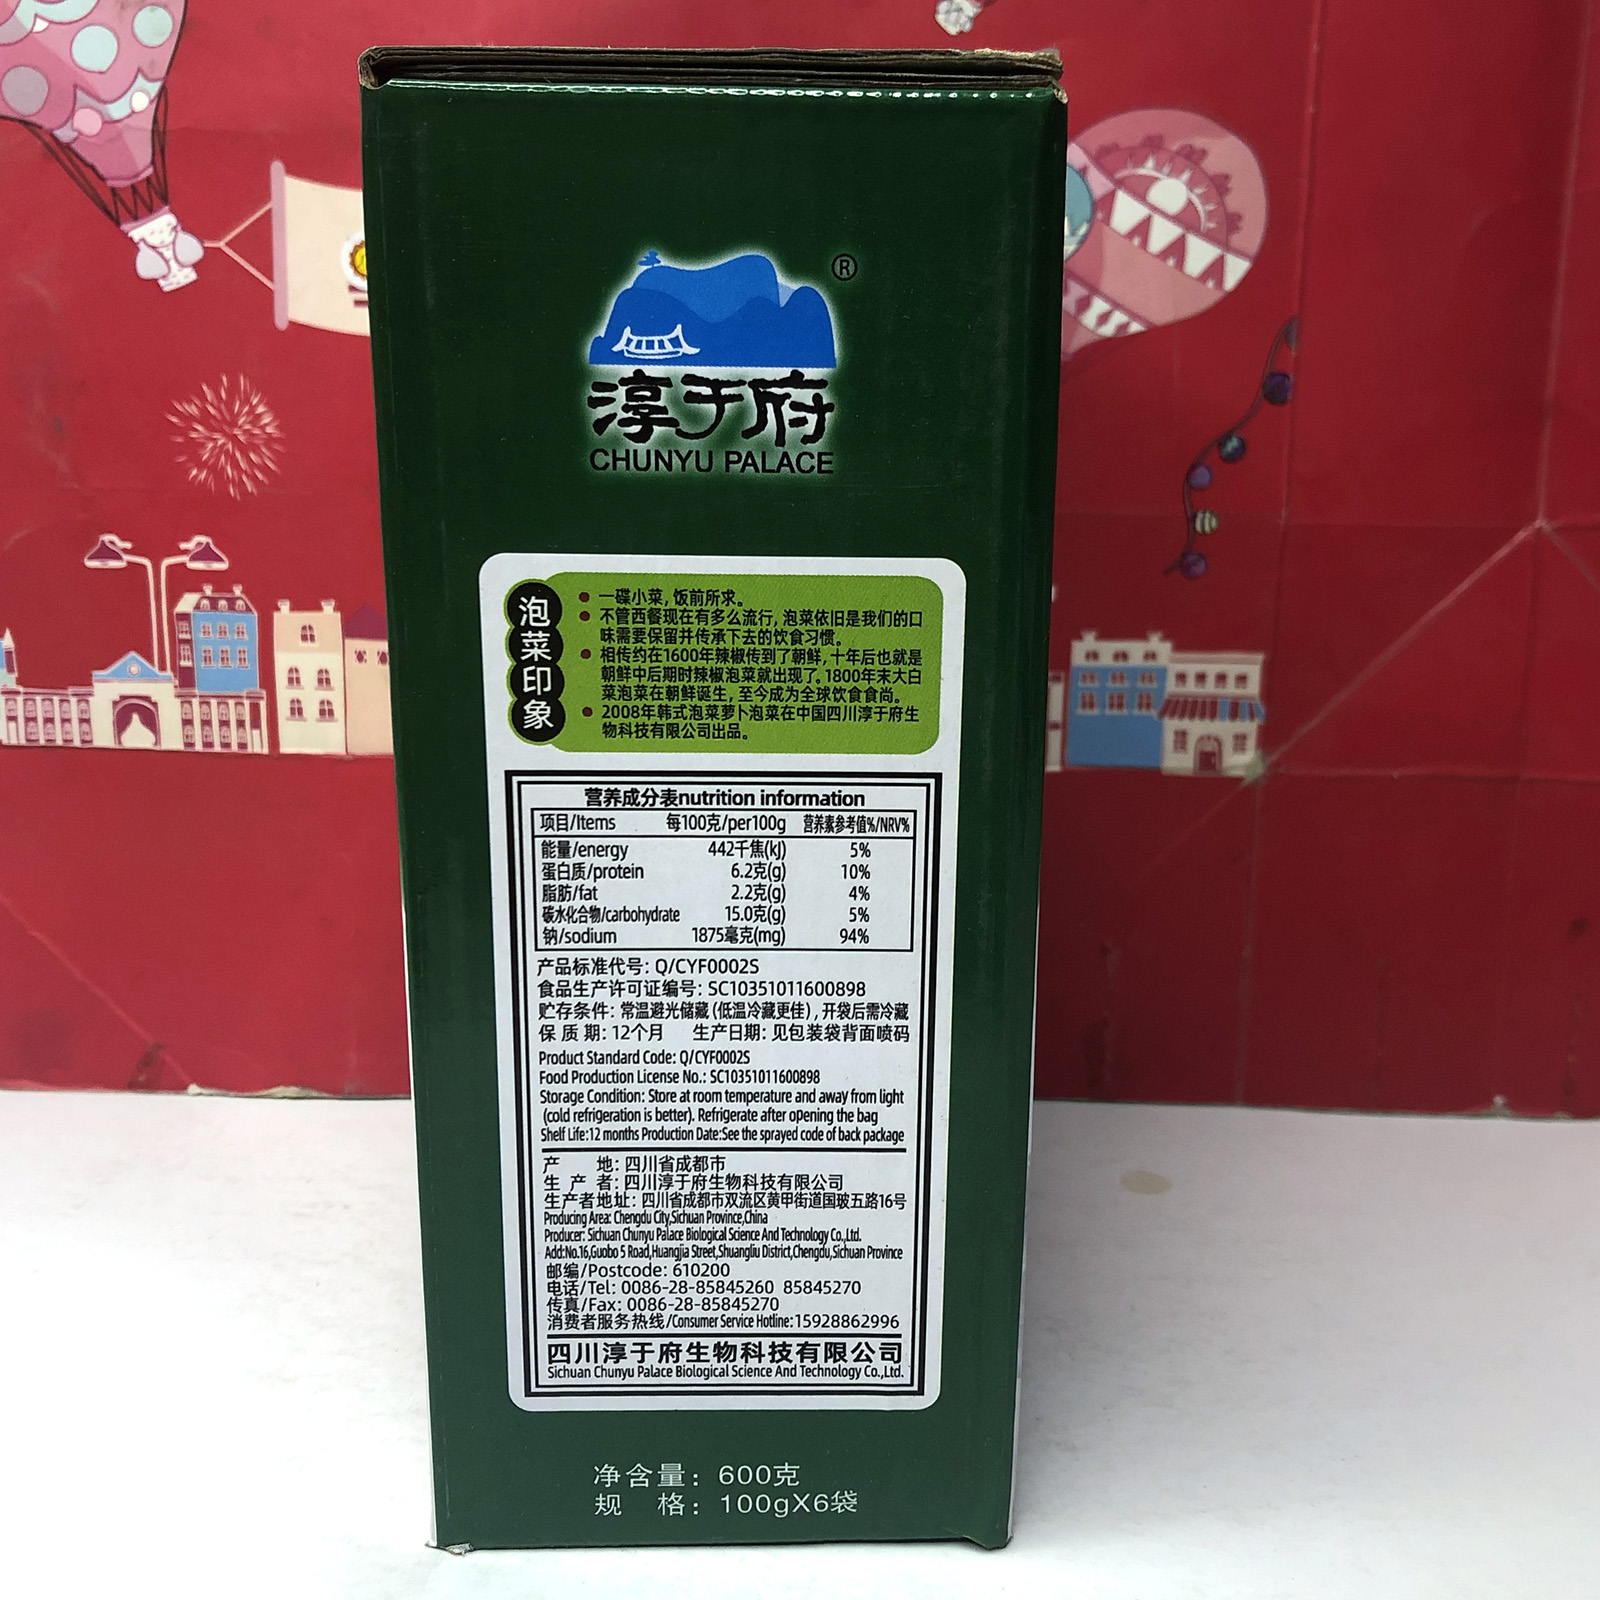 ®
淳于府
CHUNYU PALACE
泡菜印象
一碟小菜,饭前所求。
不管西餐现在有多么流行,泡菜依旧是我们的口
味需要保留并传承下去的饮食习惯。
相传约在1600年辣椒传到了朝鲜,十年后也就是
朝鲜中后期时辣椒泡菜就出现了。1800年末大白
菜泡菜在朝鲜诞生,至今成为全球饮食食尚。
2008年韩式泡菜萝卜泡菜在中国四川淳于府生
物科技有限公司出品。
营养成分表nutrition information
项目/Items 每100克/per100g 营养素参考值%/NRV%
能量/energy 442千焦(kJ) 5%
蛋白质/protein 6.2克(g) 10%
脂肪/fat 2.2克(g) 4%
碳水化合物/carbohydrate 15.0克(g) 5%
钠/sodium 1875毫克(mg) 94%
产品标准代号: Q/CYF0002S
食品生产许可证编号: SC10351011600898
贮存条件: 常温避光储藏(低温冷藏更佳),开袋后需冷藏
保质期: 12个月 生产日期: 见包装袋背面喷码
Product Standard Code: Q/CYF0002S
Food Production License No.: SC10351011600898
Storage Condition: Store at room temperature and away from light
(cold refrigeration is better). Refrigerate after opening the bag
Shelf Life:12 months Production Date:See the sprayed code of back package
产 地: 四川省成都市
生 产 者: 四川淳于府生物科技有限公司
生产者地址: 四川省成都市双流区黄甲街道国玻五路16号
Producing Area: Chengdu City,Sichuan Province,China
Producer: Sichuan Chunyu Palace Biological Science And Technology Co.,Ltd.
Add:No.16,Guobo 5 Road,Huangjia Street,Shuangliu District,Chengdu,Sichuan Province
邮编/Postcode: 610200
电话/Tel: 0086-28-85845260 85845270
传真/Fax: 0086-28-85845270
消费者服务热线/Consumer Service Hotline:15928862996
四川淳于府生物科技有限公司
Sichuan Chunyu Palace Biological Science And Technology Co.,Ltd.
净含量: 600克
规 格: 100gX6袋